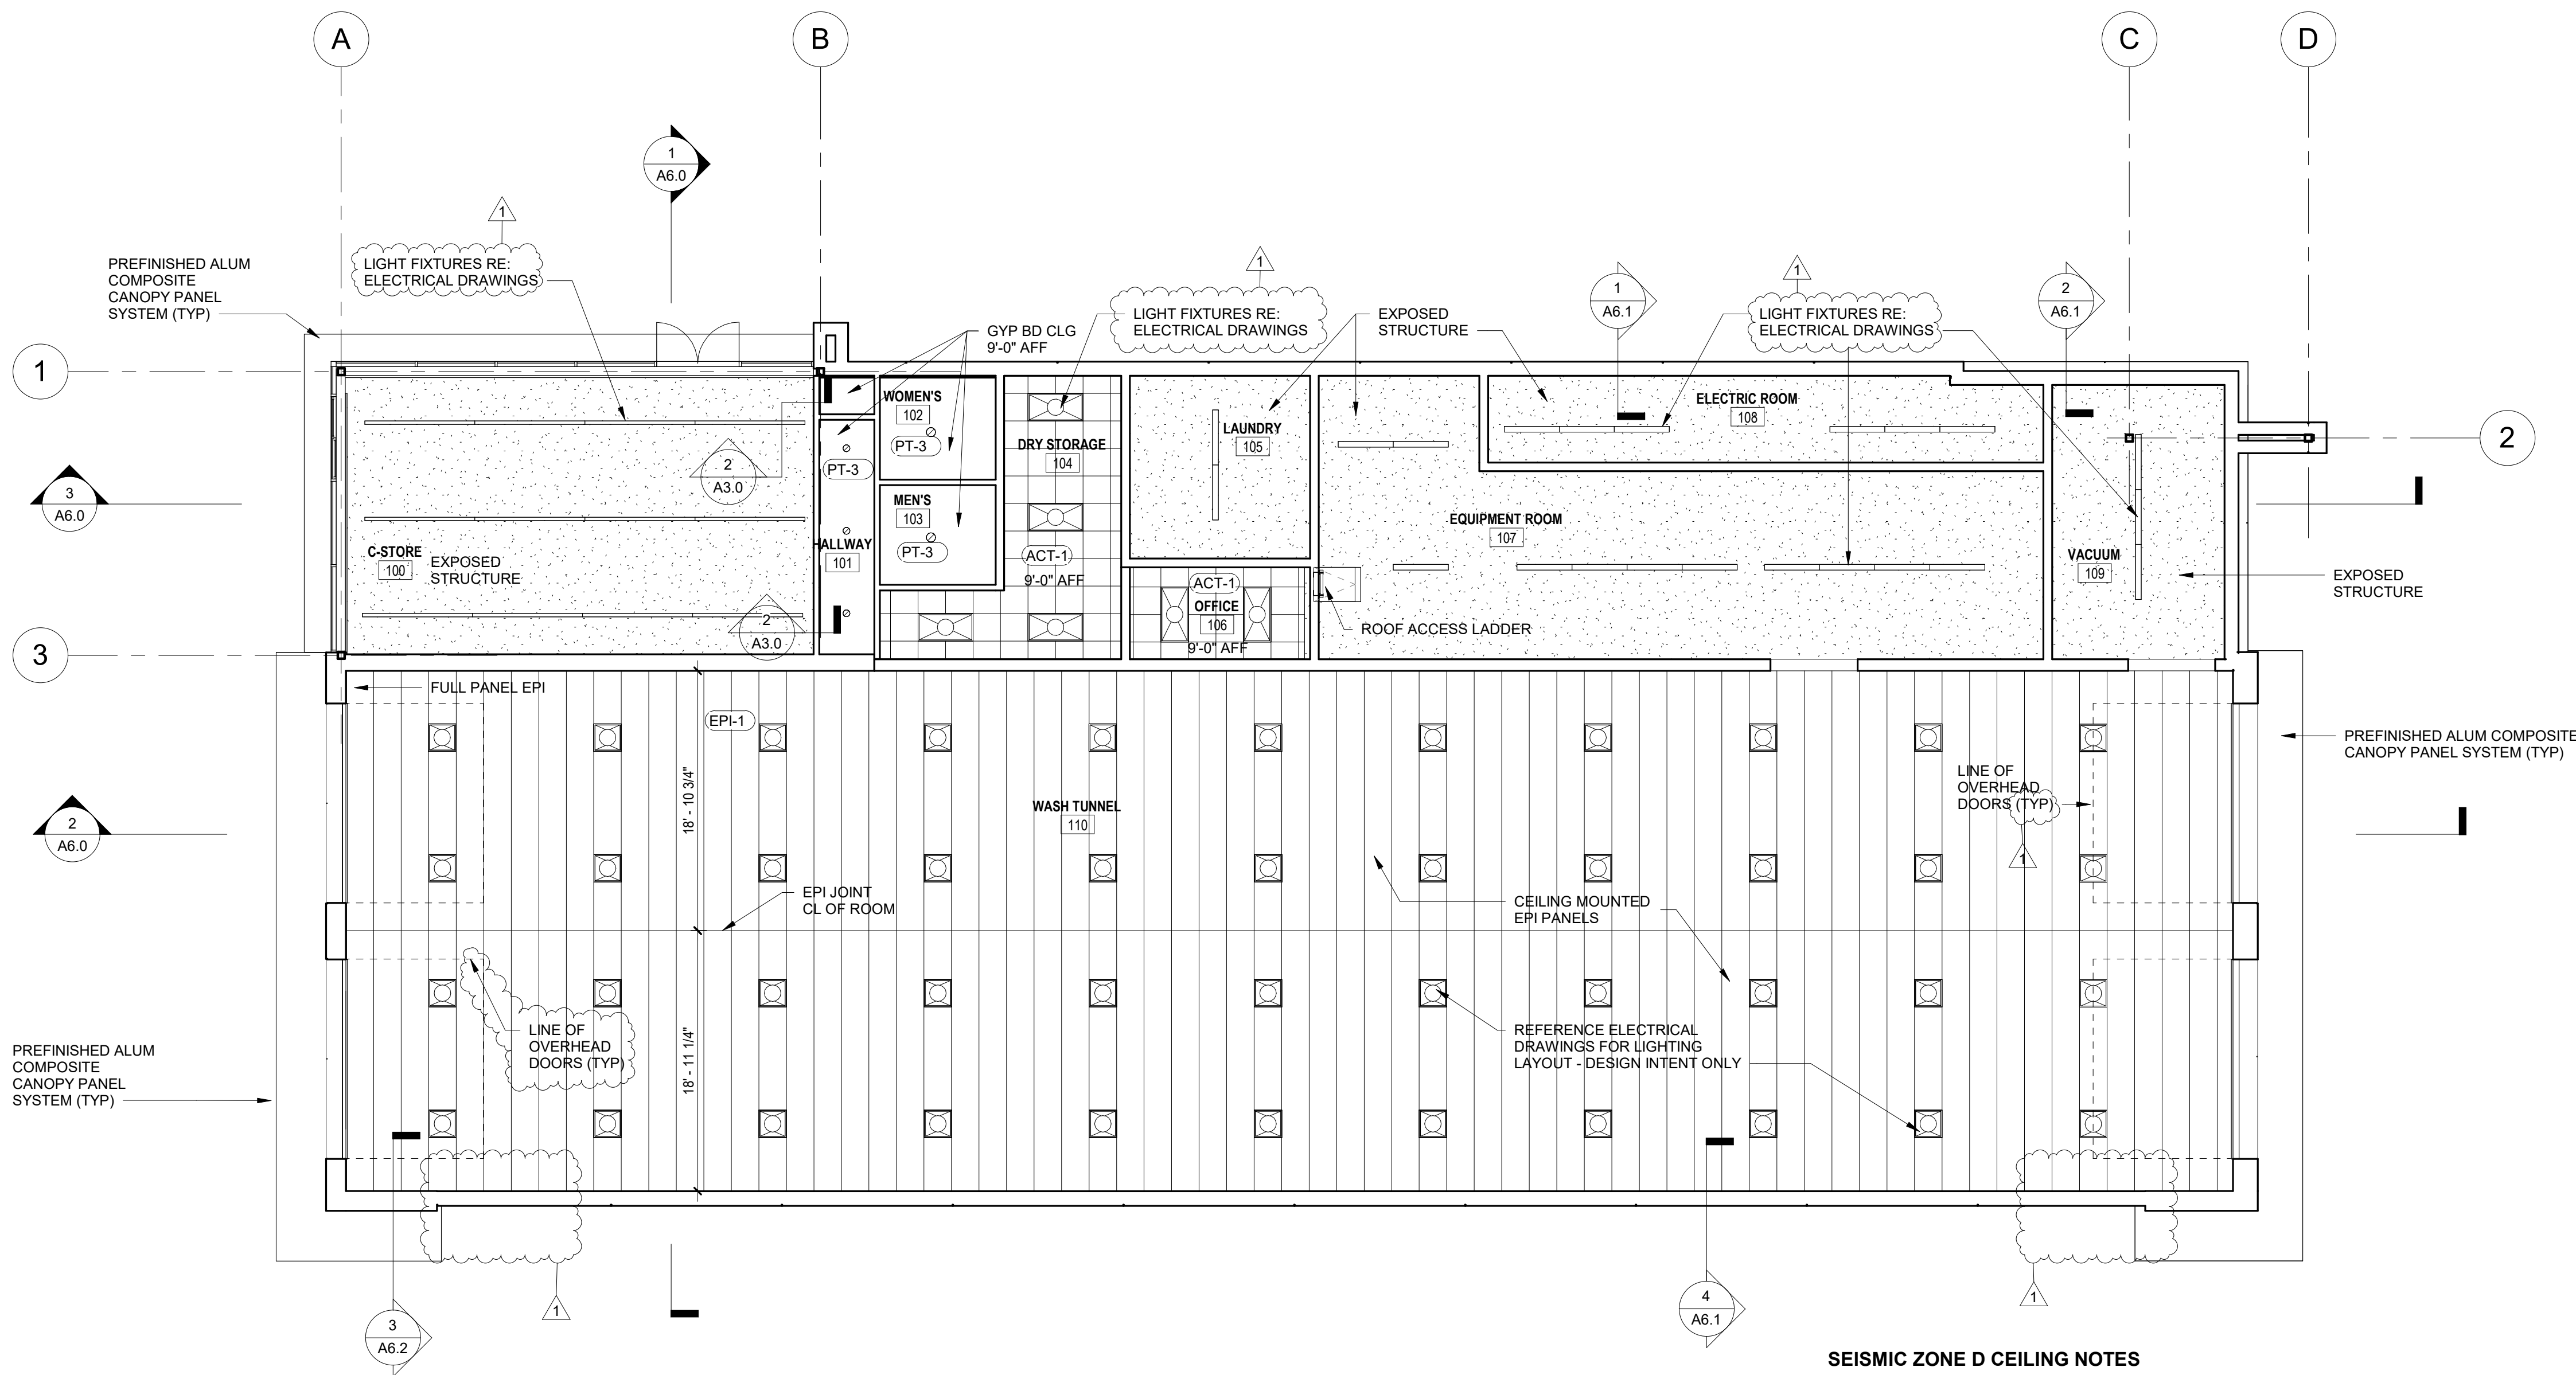 A
B
C
D
1
A6.0
1
PREFINISHED ALUM
COMPOSITE
CANOPY PANEL
SYSTEM (TYP)
LIGHT FIXTURES RE:
ELECTRICAL DRAWINGS
1
LIGHT FIXTURES RE:
ELECTRICAL DRAWINGS
GYP BD CLG
9'-0" AFF
EXPOSED
STRUCTURE
1
A6.1
1
LIGHT FIXTURES RE:
ELECTRICAL DRAWINGS
2
A6.1
1
2
3
3
A6.0
2
A6.0
WOMEN'S
102
PT-3
MEN'S
103
PT-3
PT-3
HALLWAY
101
2
A3.0
2
A3.0
C-STORE
100
EXPOSED
STRUCTURE
DRY STORAGE
104
ACT-1
9'-0" AFF
LAUNDRY
105
ACT-1
OFFICE
106
9'-0" AFF
ROOF ACCESS LADDER
EQUIPMENT ROOM
107
ELECTRIC ROOM
108
VACUUM
109
EXPOSED
STRUCTURE
FULL PANEL EPI
EPI-1
18' - 10 3/4"
WASH TUNNEL
110
PREFINISHED ALUM COMPOSITE
CANOPY PANEL SYSTEM (TYP)
LINE OF
OVERHEAD
DOORS (TYP)
1
EPI JOINT
CL OF ROOM
CEILING MOUNTED
EPI PANELS
18' - 11 1/4"
LINE OF
OVERHEAD
DOORS (TYP)
REFERENCE ELECTRICAL
DRAWINGS FOR LIGHTING
LAYOUT - DESIGN INTENT ONLY
PREFINISHED ALUM
COMPOSITE
CANOPY PANEL
SYSTEM (TYP)
1
1
3
A6.2
4
A6.1
SEISMIC ZONE D CEILING NOTES